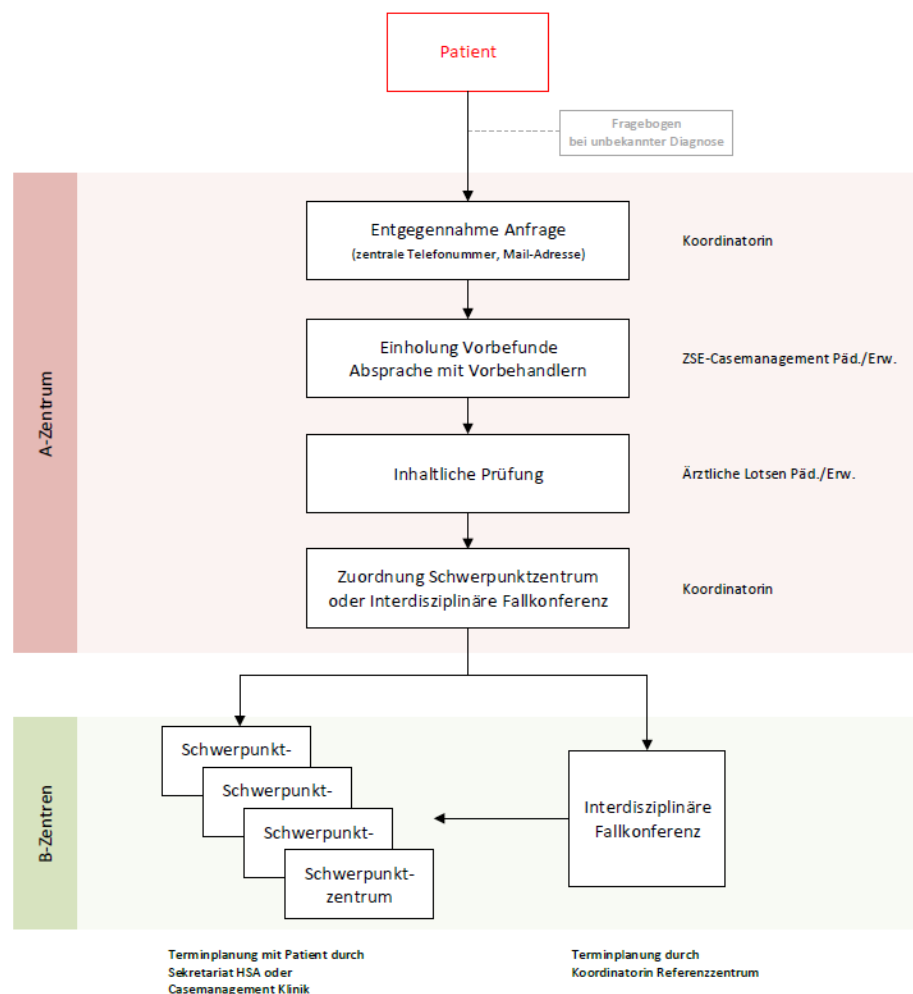 Patient
Fragebogen
bei unbekannter Diagnose
A-Zentrum
Entgegennahme Anfrage
(zentrale Telefonummer, Mail-Adresse)
Koordinatorin
Einholung Vorbefunde
Absprache mit Vorbehandlern
ZSE-Casemanagement Päd./Erw.
Inhaltliche Prüfung
Ärztliche Lotsen Päd./Erw.
Zuordnung Schwerpunktzentrum
oder Interdisziplinäre Fallkonferenz
Koordinatorin
B-Zentren
Schwerpunkt-
Schwerpunkt-
Schwerpunkt-
Schwerpunkt-
zentrum
Interdisziplinäre
Fallkonferenz
Terminplanung mit Patient durch
Sekretariat HSA oder
Casemanagement Klinik
Terminplanung durch
Koordinatorin Referenzzentrum